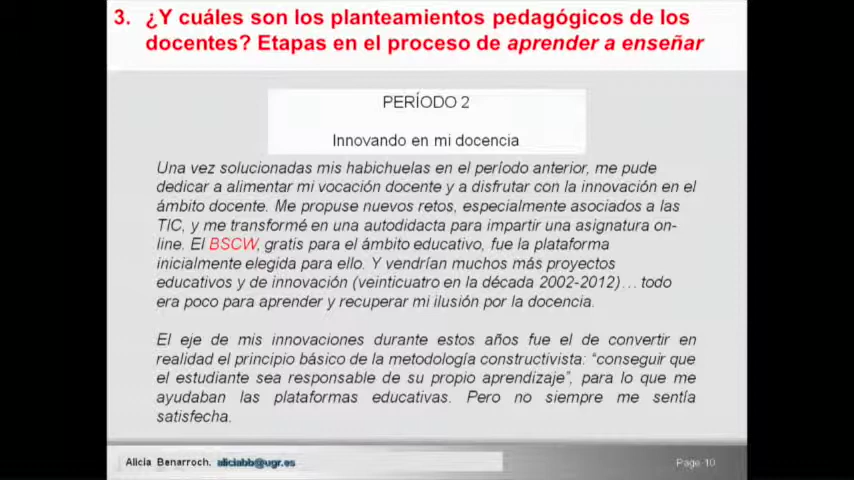 3. ¿Y cuáles son los planteamientos pedagógicos de los
docentes? Etapas en el proceso de aprender a enseñar
PERÍODO 2
Innovando en mi docencia
Una vez solucionadas mis habichuelas en el período anterior, me pude
dedicar a alimentar mi vocación docente y a disfrutar con la innovación en el
ámbito docente. Me propuse nuevos retos, especialmente asociados a las
TIC, y me transformé en una autodidacta para impartir una asignatura on-
line. El BSCW, gratis para el ámbito educativo, fue la plataforma
inicialmente elegida para ello. Y vendrían muchos más proyectos
educativos y de innovación (veinticuatro en la década 2002-2012)… todo
era poco para aprender y recuperar mi ilusión por la docencia.
El eje de mis innovaciones durante estos años fue el de convertir en
realidad el principio básico de la metodología constructivista: “conseguir que
el estudiante sea responsable de su propio aprendizaje”, para lo que me
ayudaban las plataformas educativas. Pero no siempre me sentía
satisfecha.
Alicia Benarroch. aliciabb@ugr.es
Page 10